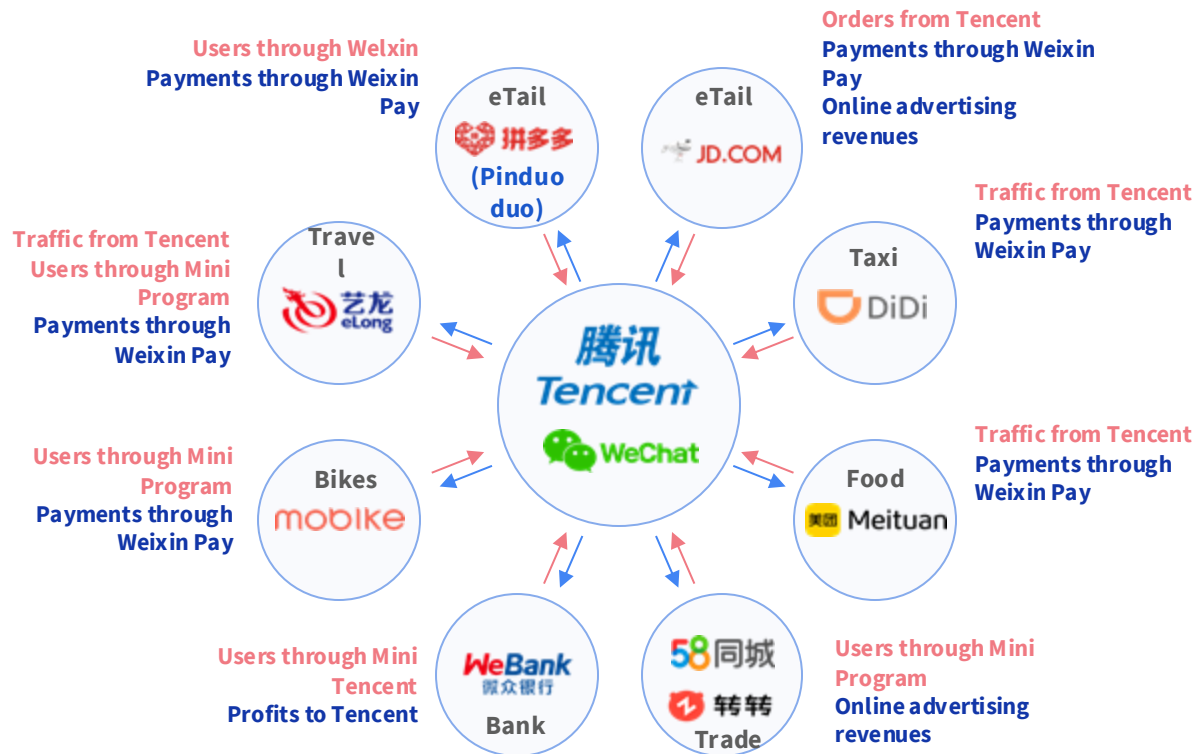 Users through Welxin
Payments through Weixin
Pay
eTail
拼多多
(Pinduo
duo)
eTail
JD.COM
Orders from Tencent
Payments through Weixin
Pay
Online advertising
revenues
Traffic from Tencent
Users through Mini
Program
Payments through
Weixin Pay
Trave
l
艺龙
eLong
Taxi
DiDi
Traffic from Tencent
Payments through
Weixin Pay
腾讯
Tencent
WeChat
Users through Mini
Program
Payments through
Weixin Pay
Bikes
mobike
Food
美团 Meituan
Traffic from Tencent
Payments through
Weixin Pay
Users through Mini
Tencent
Profits to Tencent
WeBank
微众银行
Bank
58同城
转转
Trade
Users through Mini
Program
Online advertising
revenues